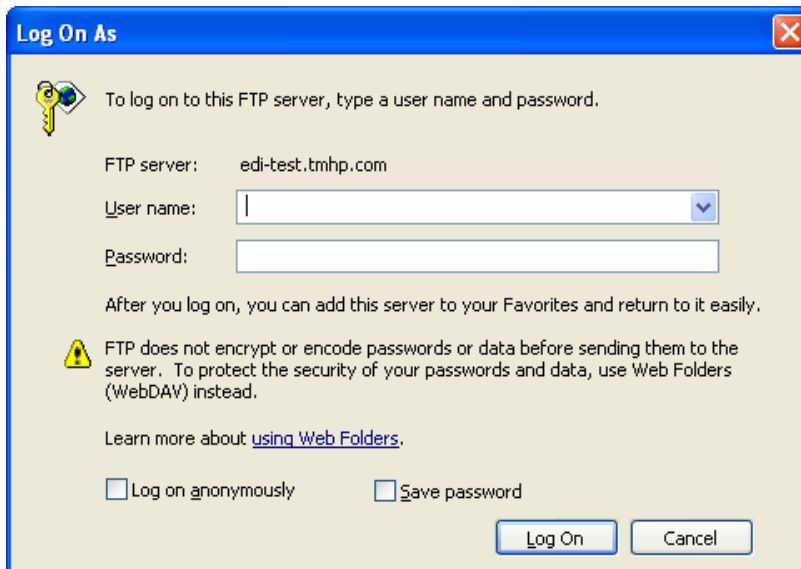 Log On As
To log on to this FTP server, type a user name and password.
FTP server: edi-test.tmhp.com
User name:
Password:
After you log on, you can add this server to your Favorites and return to it easily.
FTP does not encrypt or encode passwords or data before sending them to the
server. To protect the security of your passwords and data, use Web Folders
(WebDAV) instead.
Learn more about using Web Folders.
Log on anonymously Save password
Log On Cancel